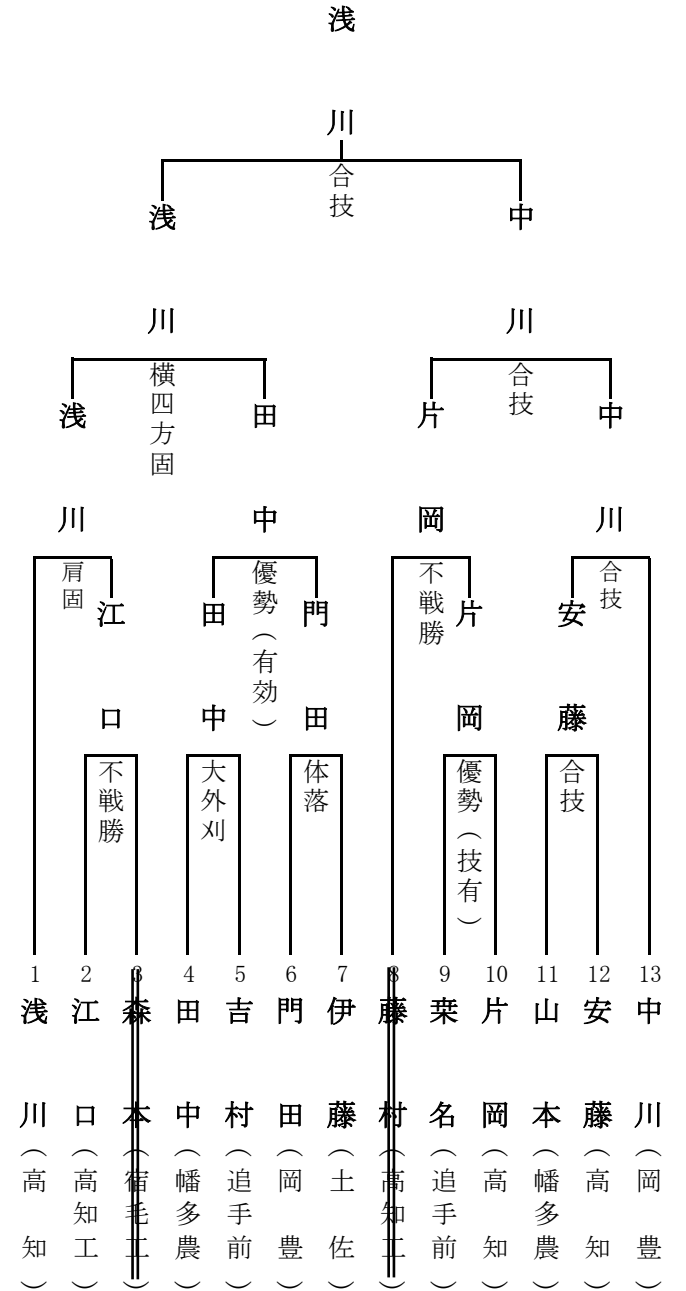 浅川
合技
浅川
中川
横四方固
合技
浅川
田中
片岡
中川
肩固
優勢(有効)
不戦勝
合技
江口
田中
門田
片岡
安藤
不戦勝
大外刈
体落
優勢(技有)
合技
1 浅川(高知)
2 江口(高知工)
3 森本(宿毛工)
4 田中(幡多農)
5 吉村(追手前)
6 門田(岡豊)
7 伊藤(土佐)
8 藤村(高知工)
9 桒名(追手前)
10 片岡(高知)
11 山本(幡多農)
12 安藤(高知)
13 中川(岡豊)